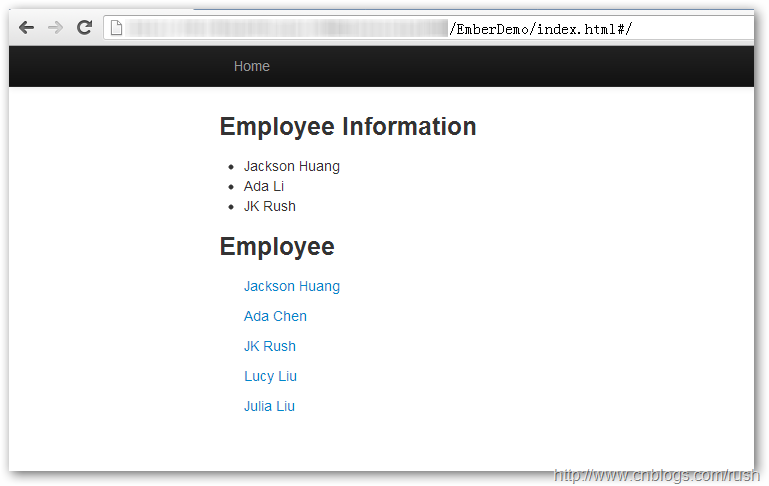 /EmberDemo/index.html#/
Home
Employee Information
Jackson Huang
Ada Li
JK Rush
Employee
Jackson Huang
Ada Chen
JK Rush
Lucy Liu
Julia Liu
http://www.cnblogs.com/rush